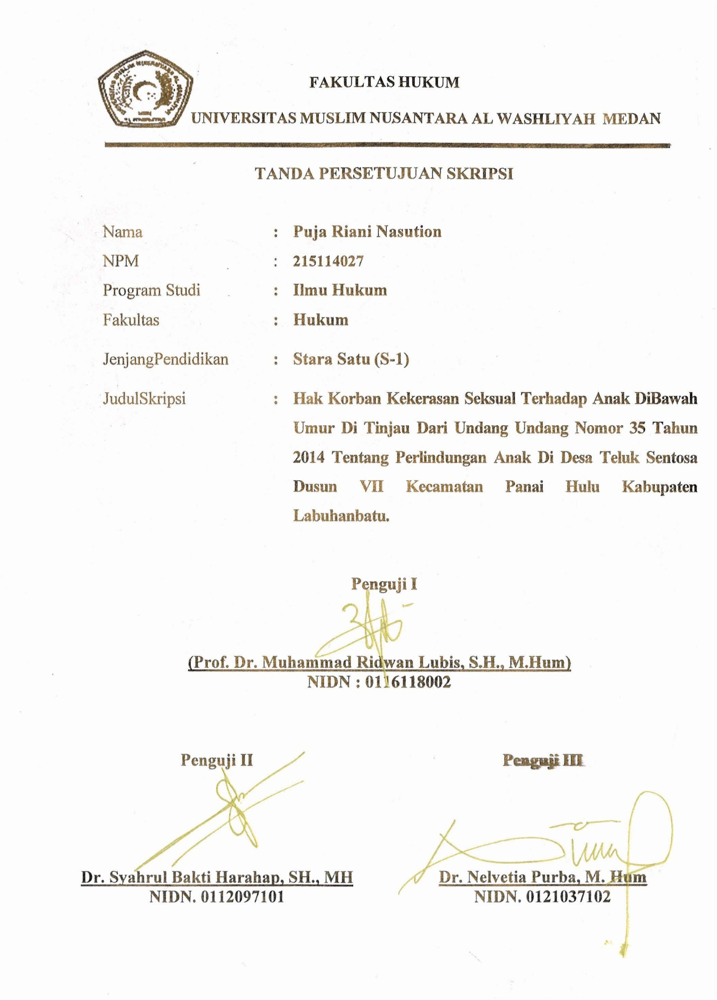 FAKULTAS HUKUM
UNIVERSITAS MUSLIM NUSANTARA AL WASHLIYAH MEDAN
TANDA PERSETUJUAN SKRIPSI
Nama : Puja Riani Nasution
NPM : 215114027
Program Studi : Ilmu Hukum
Fakultas : Hukum
JenjangPendidikan : Stara Satu (S-1)
JudulSkripsi : Hak Korban Kekerasan Seksual Terhadap Anak DiBawah
Umur Di Tinjau Dari Undang Undang Nomor 35 Tahun
2014 Tentang Perlindungan Anak Di Desa Teluk Sentosa
Dusun VII Kecamatan Panai Hulu Kabupaten
Labuhanbatu.
Penguji I
(Prof. Dr. Muhammad Ridwan Lubis, S.H., M.Hum)
NIDN : 0116118002
Penguji II
Dr. Syahrul Bakti Harahap, SH., MH
NIDN. 0112097101
Penguji III
Dr. Nelvetia Purba, M. Hum
NIDN. 0121037102